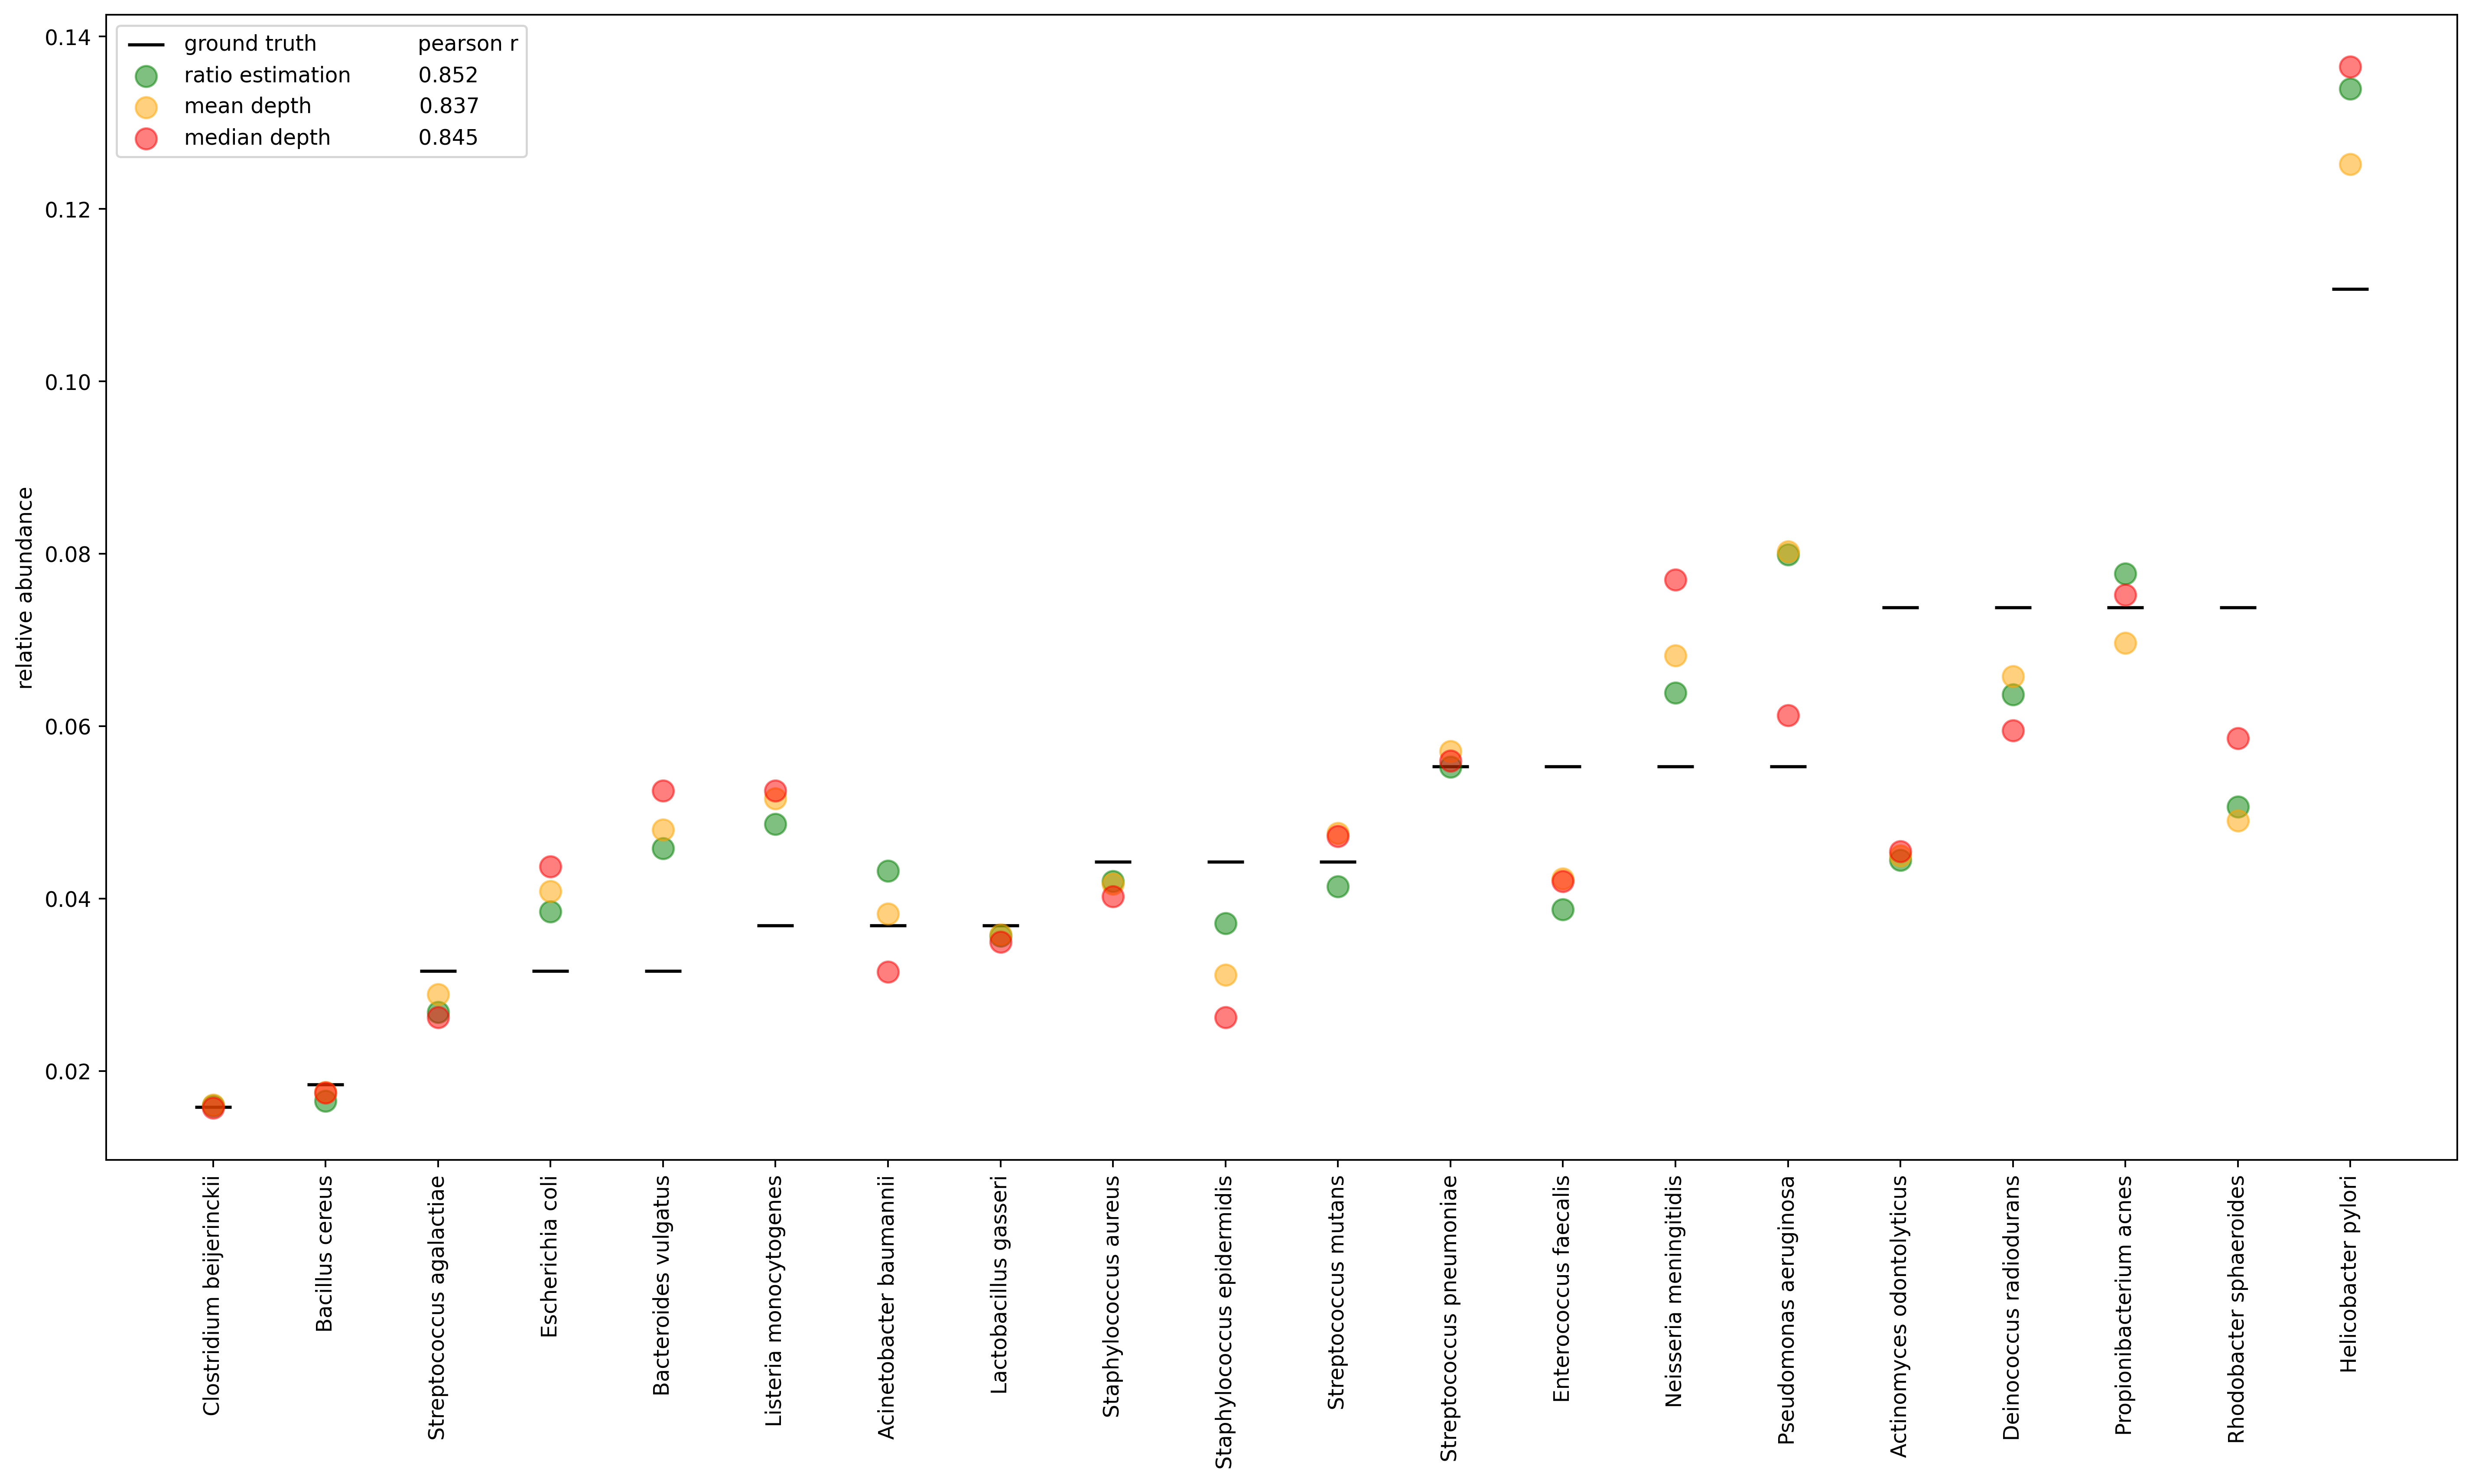 ground truth pearson r
ratio estimation 0.852
mean depth 0.837
median depth 0.845
relative abundance
0.14
0.12
0.10
0.08
0.06
0.04
0.02
Clostridium beijerinckii
Bacillus cereus
Streptococcus agalactiae
Escherichia coli
Bacteroides vulgatus
Listeria monocytogenes
Acinetobacter baumannii
Lactobacillus gasseri
Staphylococcus aureus
Staphylococcus epidermidis
Streptococcus mutans
Streptococcus pneumoniae
Enterococcus faecalis
Neisseria meningitidis
Pseudomonas aeruginosa
Actinomyces odontolyticus
Deinococcus radiodurans
Propionibacterium acnes
Rhodobacter sphaeroides
Helicobacter pylori